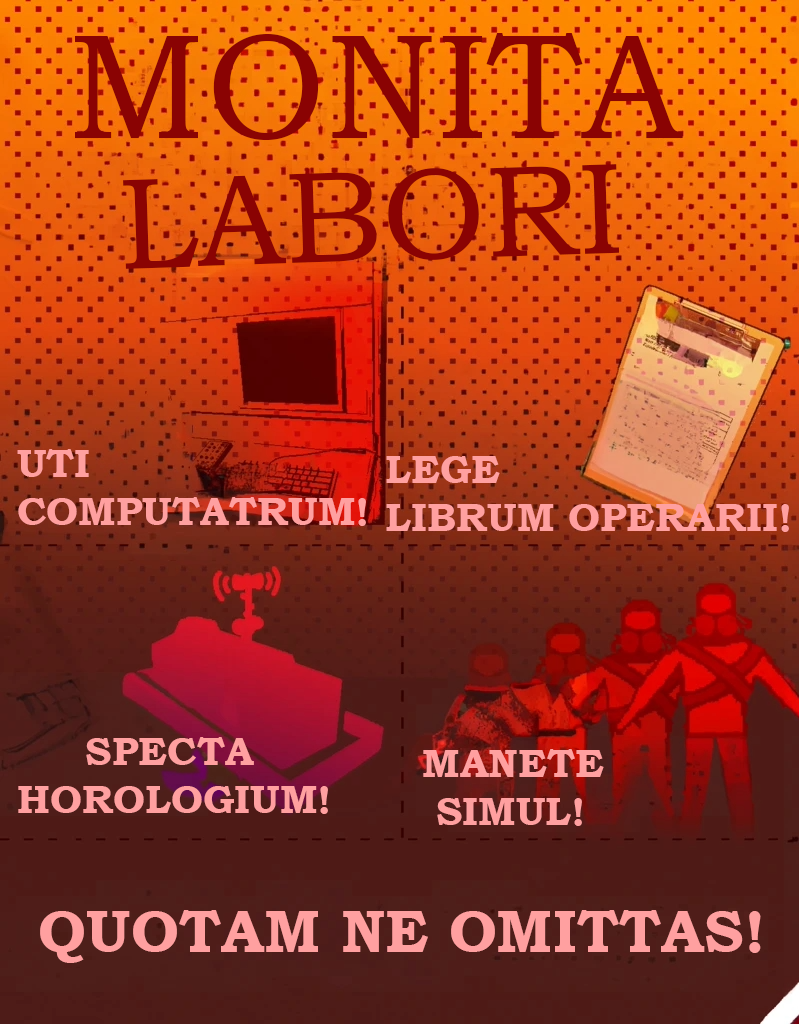 MONITA
LABORI
UTI
COMPUTATRUM!
LEGE
LIBRUM OPERARII!
SPECTA
HOROLOGIUM!
MANETE
SIMUL!
QUOTAM NE OMITTAS!